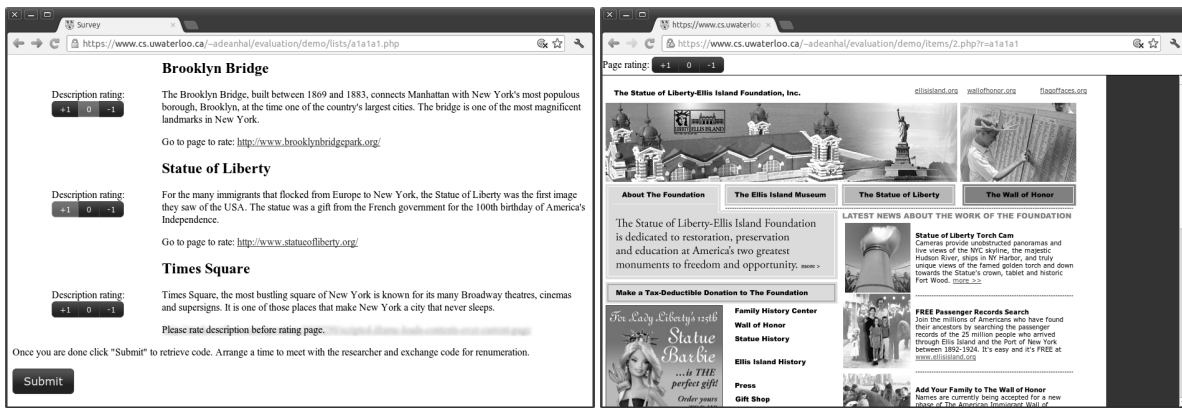 Survey
https://www.cs.uwaterloo.ca/~adeanhal/evaluation/demo/lists/a1a1a1.php
Brooklyn Bridge
Description rating:
+1 0 -1
The Brooklyn Bridge, built between 1869 and 1883, connects Manhattan with New York's most populous
borough, Brooklyn, at the time one of the country's largest cities. The bridge is one of the most magnificent
landmarks in New York.
Go to page to rate: http://www.brooklynbridgepark.org/
Statue of Liberty
Description rating:
+1 0 -1
For the many immigrants that flocked from Europe to New York, the Statue of Liberty was the first image
they saw of the USA. The statue was a gift from the French government for the 100th birthday of America's
Independence.
Go to page to rate: http://www.statueofliberty.org/
Times Square
Description rating:
+1 0 -1
Times Square, the most bustling square of New York is known for its many Broadway theatres, cinemas
and supersigns. It is one of those places that make New York a city that never sleeps.
Please rate description before rating page.
Once you are done click "Submit" to retrieve code. Arrange a time to meet with the researcher and exchange code for renumeration.
Submit
https://www.cs.uwaterloo
https://www.cs.uwaterloo.ca/~adeanhal/evaluation/demo/items/2.php?r=a1a1a1
Page rating: +1 0 -1
The Statue of Liberty-Ellis Island Foundation, Inc.
ellisisland.org wallofhonor.org flagoffaces.org
LIBERTY ELLIS ISLAND
About The Foundation
The Ellis Island Museum
The Statue of Liberty
The Wall of Honor
The Statue of Liberty-Ellis Island Foundation
is dedicated to restoration, preservation
and education at America's two greatest
monuments to freedom and opportunity. more >
Make a Tax-Deductible Donation to The Foundation
For Lady Liberty's 125th
Statue
Barbie
...is THE
perfect gift!
Order yours
Family History Center
Wall of Honor
Statue History
Ellis Island History
Press
Gift Shop
LATEST NEWS ABOUT THE WORK OF THE FOUNDATION
Statue of Liberty Torch Cam
Cameras provide unobstructed panoramas and
live views of the NYC skyline, the majestic
Hudson River, ships in NY Harbor, and truly
unique views of the famed golden torch and down
towards the Statue's crown, tablet and historic
Fort Wood. more >>
FREE Passenger Records Search
Join the millions of Americans who have found
their ancestors by searching the passenger
records of the 25 million people who arrived
through Ellis Island and the Port of New York
between 1892-1924. It's easy and it's FREE at
www.ellisisland.org
Add Your Family to The Wall of Honor
Names are currently being accepted for a new
phase of The American Immigrant Wall of